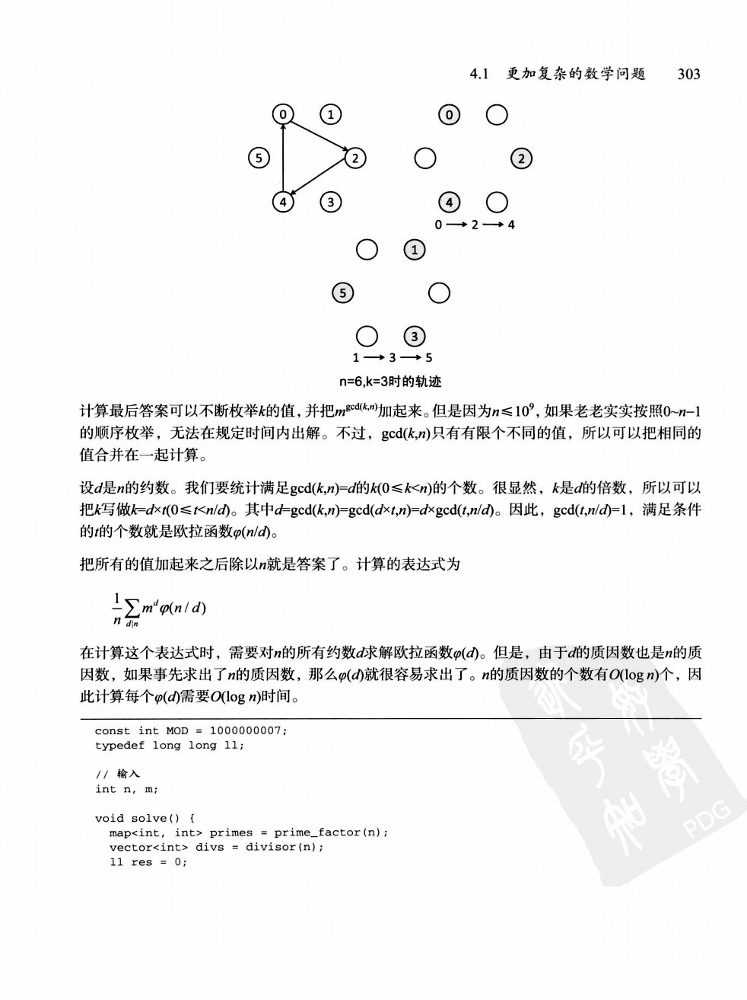 4.1 更加复杂的数学问题 303
0 1 0
5 2 2
4 3 4
0 → 2 → 4
1
5
3
1 → 3 → 5
n=6,k=3时的轨迹
计算最后答案可以不断枚举k的值，并把m^gcd(k,n)加起来。但是因为n≤10^9，如果老老实实按照0~n−1
的顺序枚举，无法在规定时间内出解。不过，gcd(k,n)只有有限个不同的值，所以可以把相同的
值合并在一起计算。
设d是n的约数。我们要统计满足gcd(k,n)=d的k(0≤k<n)的个数。很显然，k是d的倍数，所以可以
把k写做k=d×t(0≤t<n/d)。其中d=gcd(k,n)=gcd(d×t,n)=d×gcd(t,n/d)。因此，gcd(t,n/d)=1，满足条件
的t的个数就是欧拉函数φ(n/d)。
把所有的值加起来之后除以n就是答案了。计算的表达式为
1/n ∑_{d|n} m^d φ(n / d)
在计算这个表达式时，需要对n的所有约数d求解欧拉函数φ(d)。但是，由于d的质因数也是n的质
因数，如果事先求出了n的质因数，那么φ(d)就很容易求出了。n的质因数的个数有O(log n)个，因
此计算每个φ(d)需要O(log n)时间。
const int MOD = 1000000007;
typedef long long ll;
// 输入
int n, m;
void solve() {
map<int, int> primes = prime_factor(n);
vector<int> divs = divisor(n);
ll res = 0;
PDG